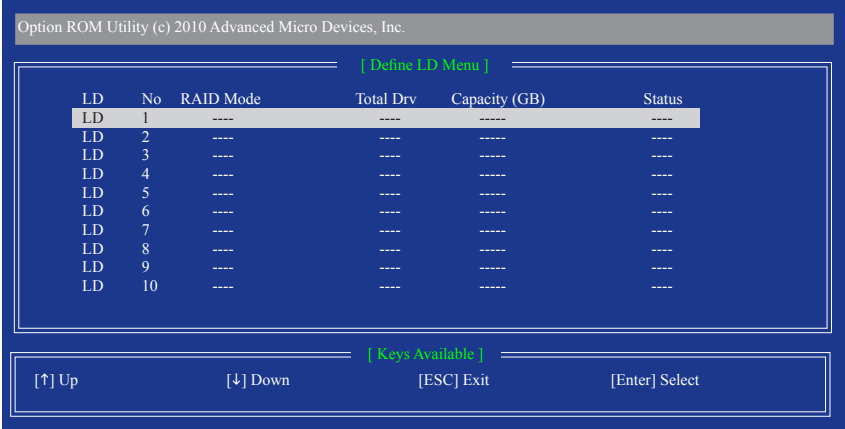 Option ROM Utility (c) 2010 Advanced Micro Devices, Inc.
[ Define LD Menu ]
LD No RAID Mode Total Drv Capacity (GB) Status
LD 1 ---- ---- ----- ----
LD 2 ---- ---- ----- ----
LD 3 ---- ---- ----- ----
LD 4 ---- ---- ----- ----
LD 5 ---- ---- ----- ----
LD 6 ---- ---- ----- ----
LD 7 ---- ---- ----- ----
LD 8 ---- ---- ----- ----
LD 9 ---- ---- ----- ----
LD 10 ---- ---- ----- ----
[ Keys Available ]
[↑] Up [↓] Down [ESC] Exit [Enter] Select